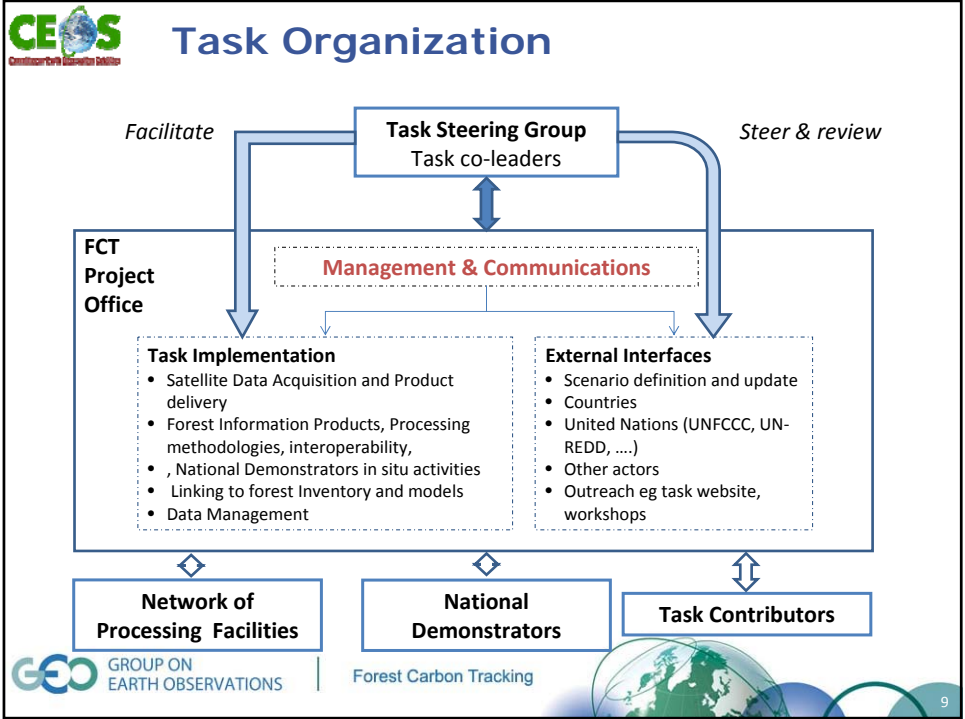 CEOS
Task Organization
Facilitate
Task Steering Group
Task co-leaders
Steer & review
FCT
Project
Office
Management & Communications
Task Implementation
• Satellite Data Acquisition and Product
delivery
• Forest Information Products, Processing
methodologies, interoperability,
• , National Demonstrators in situ activities
• Linking to forest Inventory and models
• Data Management
External Interfaces
• Scenario definition and update
• Countries
• United Nations (UNFCCC, UN-
REDD, ....)
• Other actors
• Outreach eg task website,
workshops
Network of
Processing Facilities
National
Demonstrators
Task Contributors
GEO
GROUP ON
EARTH OBSERVATIONS
Forest Carbon Tracking
9